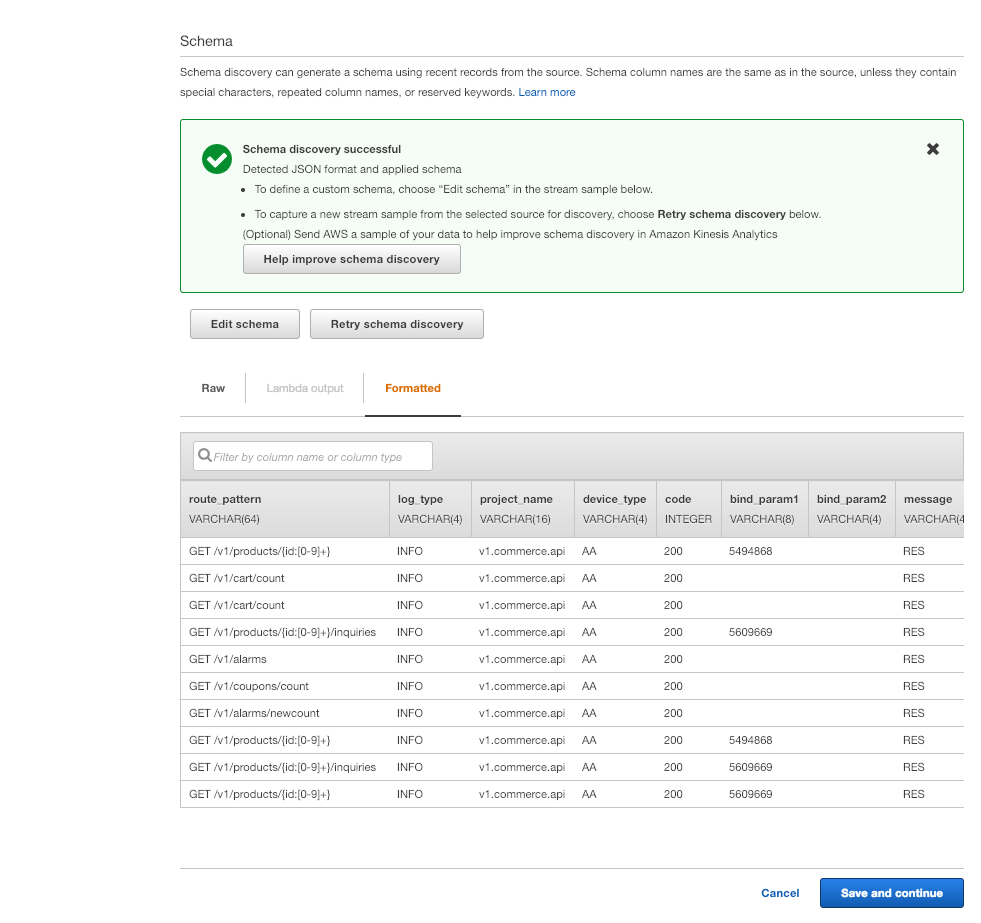 Schema
Schema discovery can generate a schema using recent records from the source. Schema column names are the same as in the source, unless they contain
special characters, repeated column names, or reserved keywords. Learn more
Schema discovery successful
Detected JSON format and applied schema
• To define a custom schema, choose “Edit schema” in the stream sample below.
• To capture a new stream sample from the selected source for discovery, choose Retry schema discovery below.
(Optional) Send AWS a sample of your data to help improve schema discovery in Amazon Kinesis Analytics
Help improve schema discovery
Edit schema Retry schema discovery
Raw Lambda output Formatted
Filter by column name or column type
route_pattern log_type project_name device_type code bind_param1 bind_param2 message
VARCHAR(64) VARCHAR(4) VARCHAR(16) VARCHAR(4) INTEGER VARCHAR(8) VARCHAR(4) VARCHAR(4
GET /v1/products/{id:[0-9]+} INFO v1.commerce.api AA 200 5494868 RES
GET /v1/cart/count INFO v1.commerce.api AA 200 RES
GET /v1/cart/count INFO v1.commerce.api AA 200 RES
GET /v1/products/{id:[0-9]+}/inquiries INFO v1.commerce.api AA 200 5609669 RES
GET /v1/alarms INFO v1.commerce.api AA 200 RES
GET /v1/coupons/count INFO v1.commerce.api AA 200 RES
GET /v1/alarms/newcount INFO v1.commerce.api AA 200 RES
GET /v1/products/{id:[0-9]+} INFO v1.commerce.api AA 200 5494868 RES
GET /v1/products/{id:[0-9]+}/inquiries INFO v1.commerce.api AA 200 5609669 RES
GET /v1/products/{id:[0-9]+} INFO v1.commerce.api AA 200 5609669 RES
Cancel Save and continue